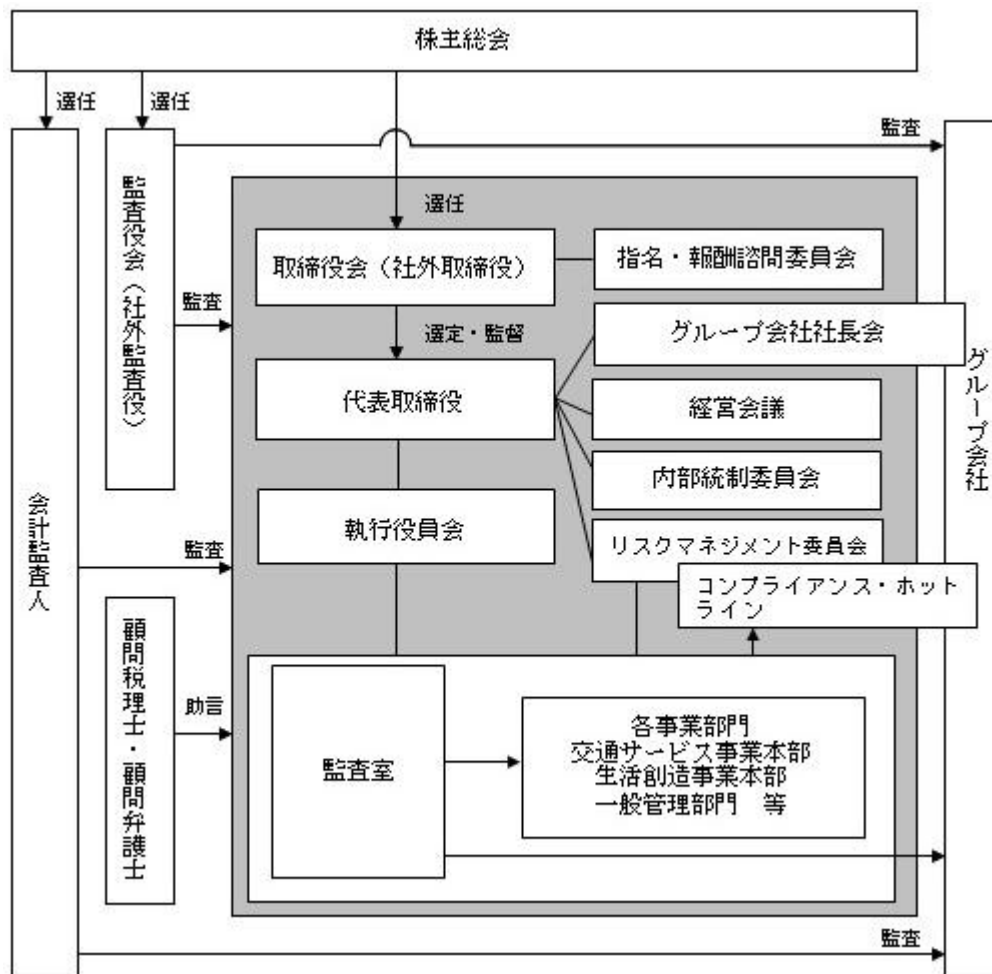 株主総会
選任
選任
監査
監査役会（社外監査役）
選任
取締役会（社外取締役）
指名・報酬諮問委員会
監査
選定・監督
グループ会社社長会
代表取締役
経営会議
グループ会社
内部統制委員会
会計監査人
執行役員会
リスクマネジメント委員会
監査
コンプライアンス・ホット
ライン
顧問税理士・顧問弁護士
助言
監査室
各事業部門
交通サービス事業本部
生活創造事業本部
一般管理部門　等
監査